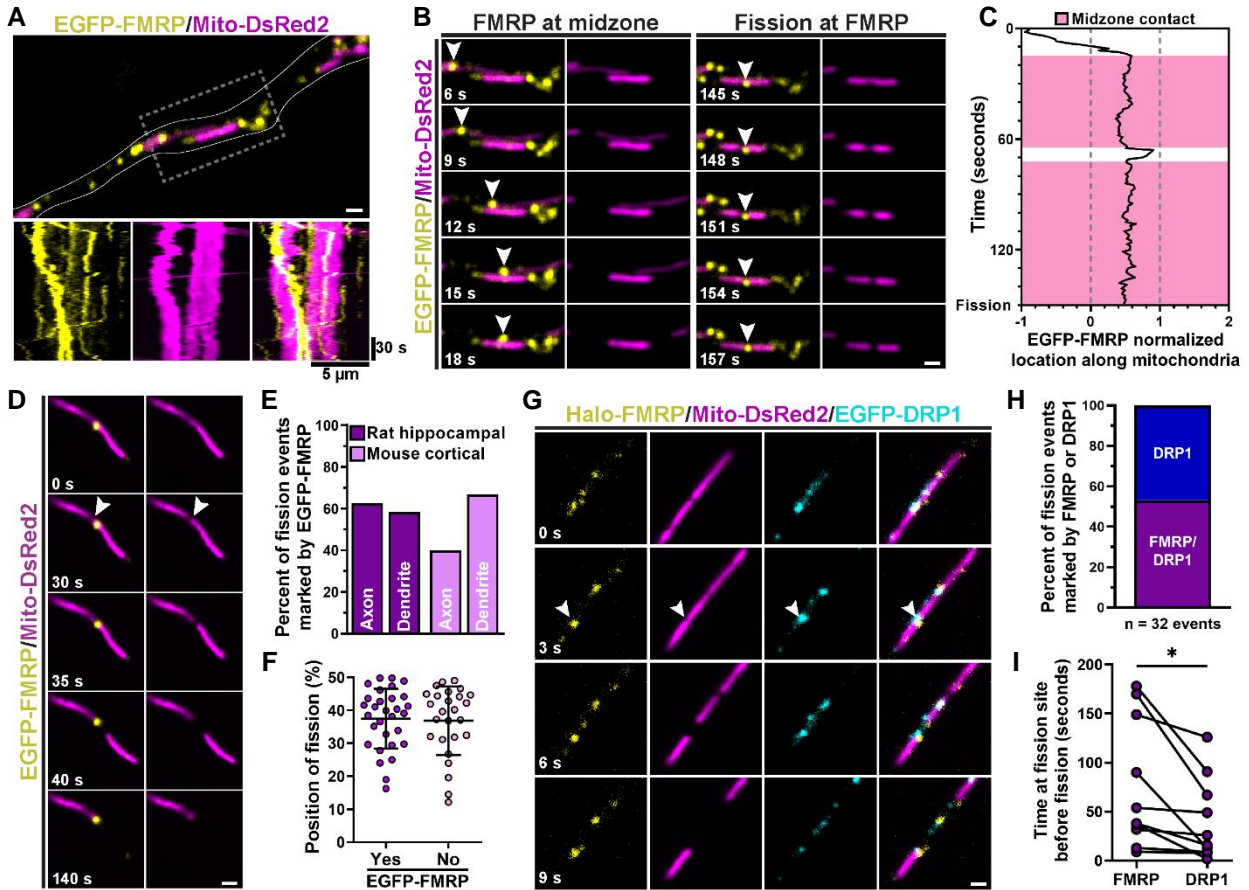 A
EGFP-FMRP/Mito-DsRed2
30 s
5 µm
B
FMRP at midzone
Fission at FMRP
EGFP-FMRP/Mito-DsRed2
6 s
9 s
12 s
15 s
18 s
145 s
148 s
151 s
154 s
157 s
C
Midzone contact
Time (seconds)
0
60
120
Fission
-1
0
1
2
EGFP-FMRP normalized
location along mitochondria
D
EGFP-FMRP/Mito-DsRed2
0 s
30 s
35 s
40 s
140 s
E
Percent of fission events
marked by EGFP-FMRP
100
80
60
40
20
0
Rat hippocampal
Mouse cortical
Axon
Dendrite
Axon
Dendrite
F
Position of fission (%)
50
40
30
20
10
0
Yes
No
EGFP-FMRP
G
Halo-FMRP/Mito-DsRed2/EGFP-DRP1
0 s
3 s
6 s
9 s
H
Percent of fission events
marked by FMRP or DRP1
100
80
60
40
20
0
DRP1
FMRP/
DRP1
n = 32 events
I
Time at fission site
before fission (seconds)
200
150
100
50
0
*
FMRP
DRP1